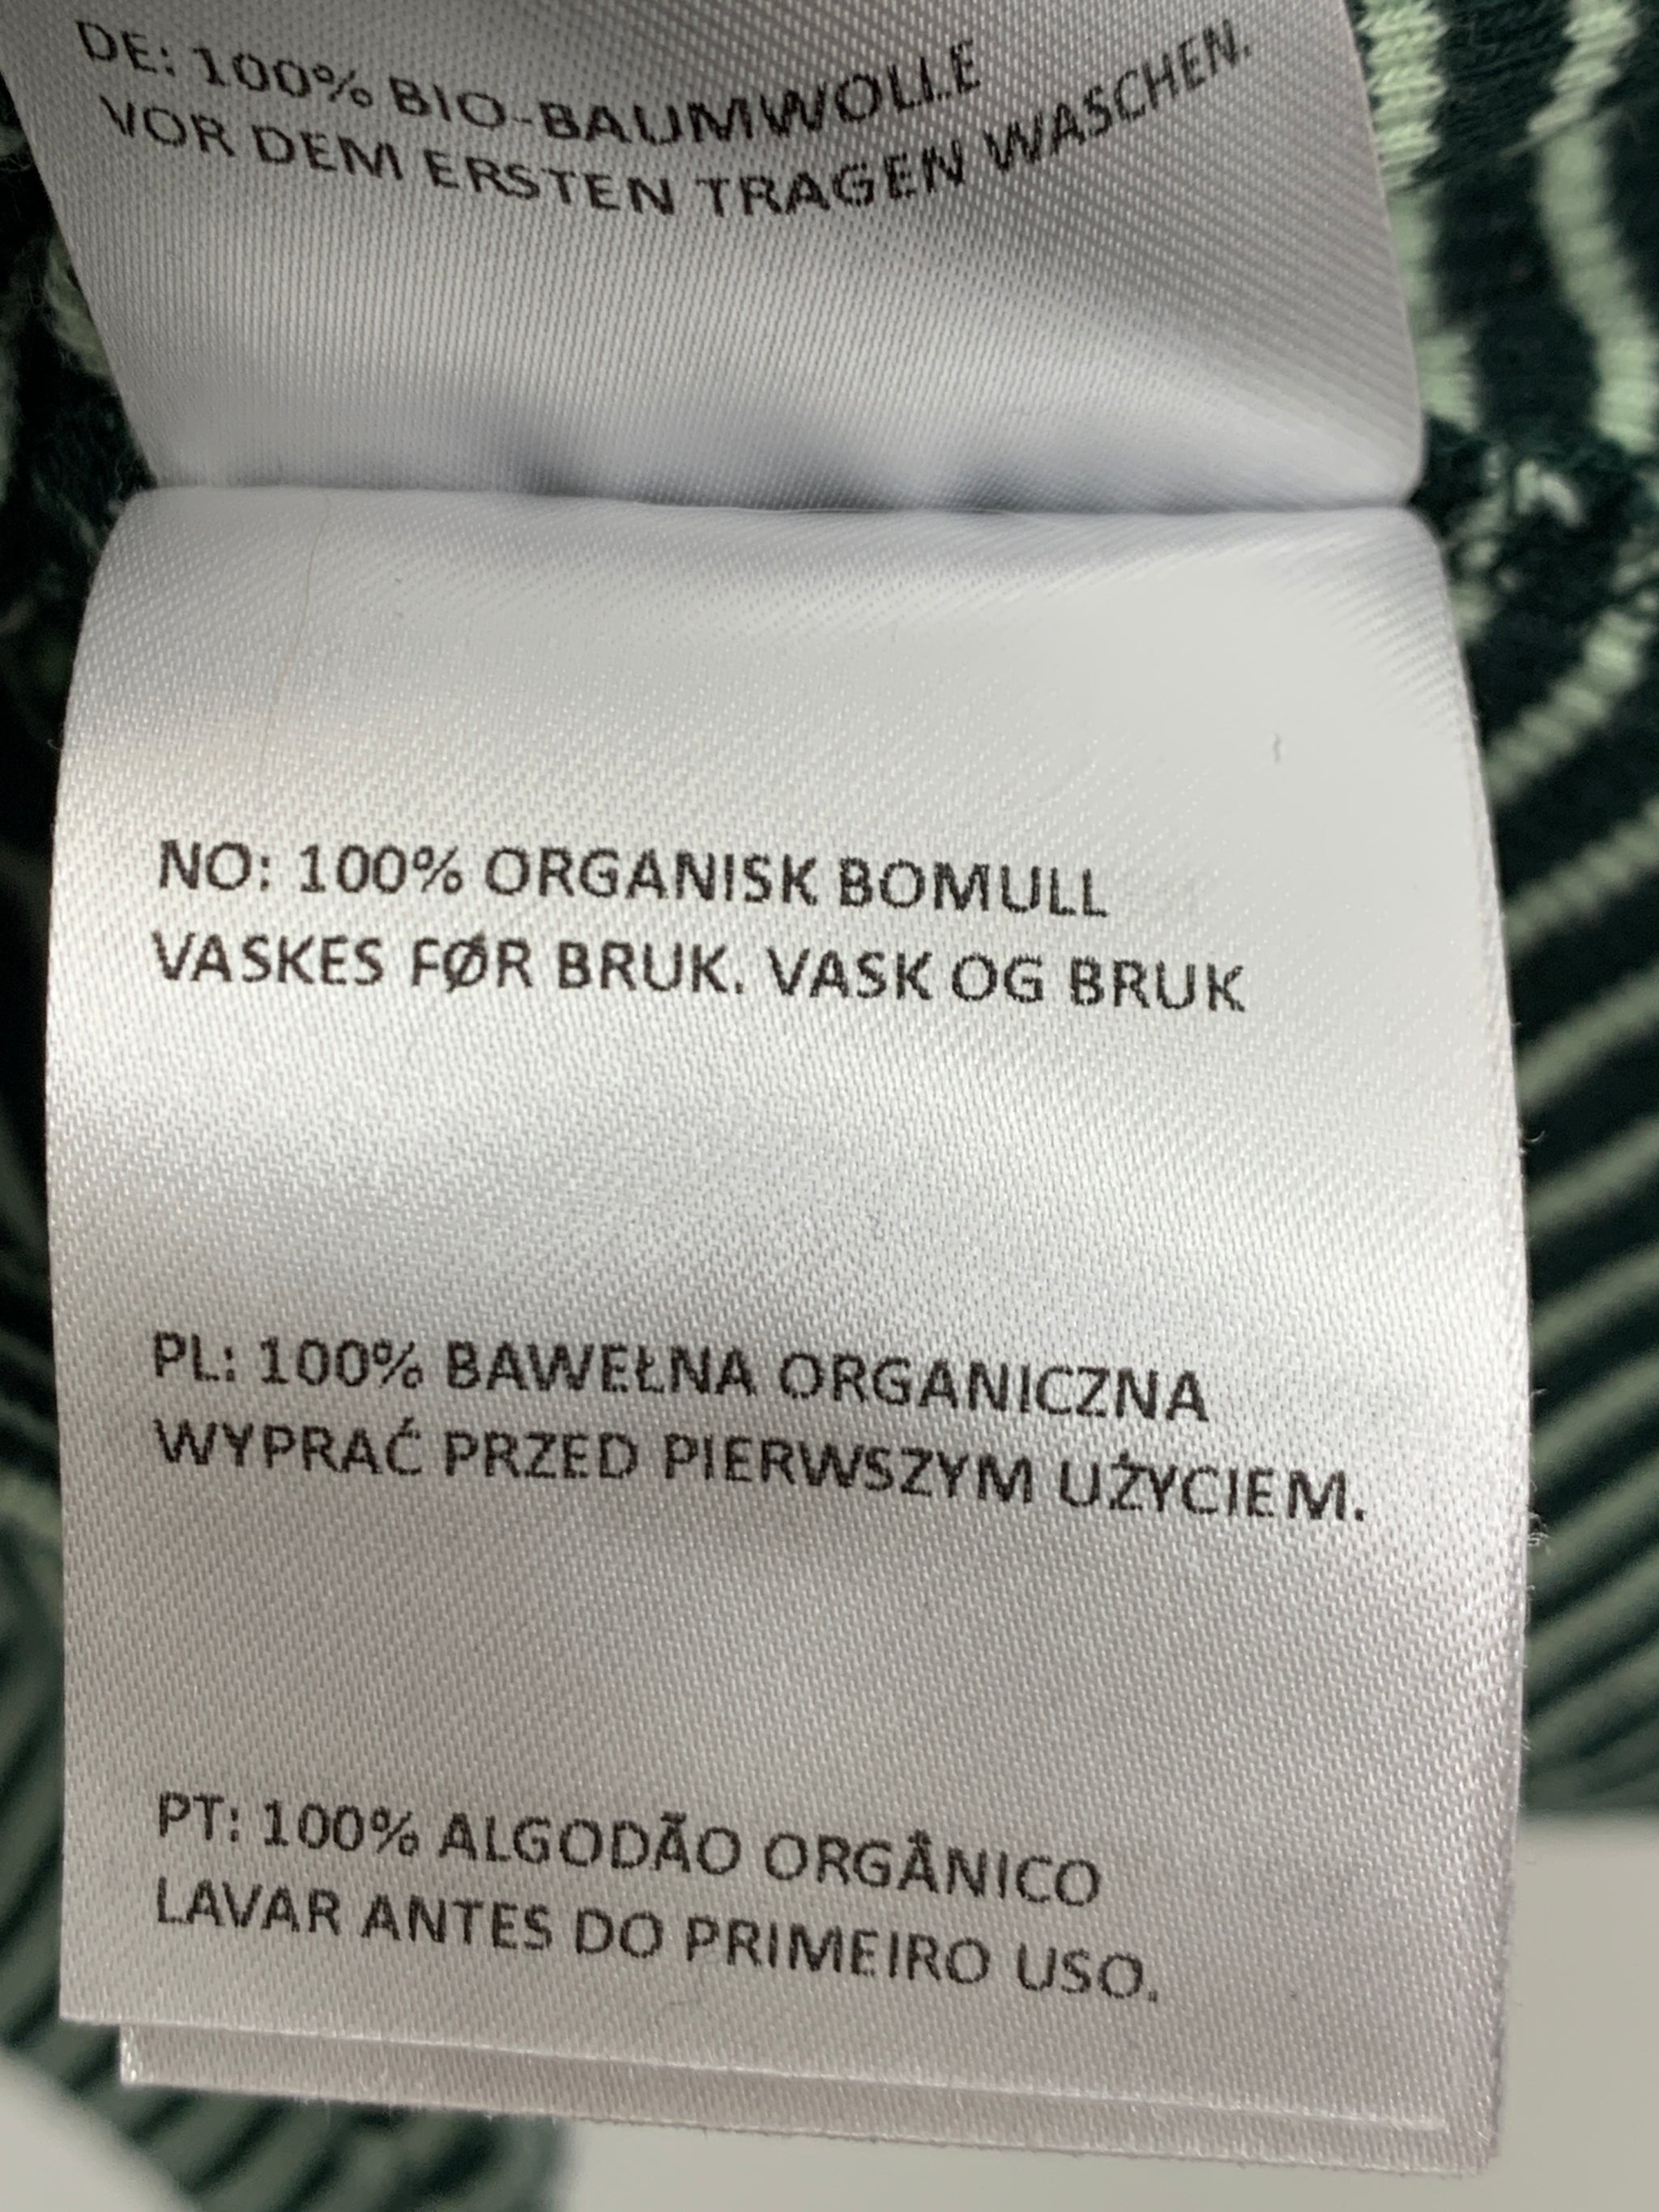 DE: 100% BIO-BAUMWOLLE
VOR DEM ERSTEN TRAGEN WASCHEN.
NO: 100% ORGANISK BOMULL
VASKES FØR BRUK. VASK OG BRUK
PL: 100% BAWEŁNA ORGANICZNA
WYPRAĆ PRZED PIERWSZYM UŻYCIEM.
PT: 100% ALGODÃO ORGÂNICO
LAVAR ANTES DO PRIMEIRO USO.